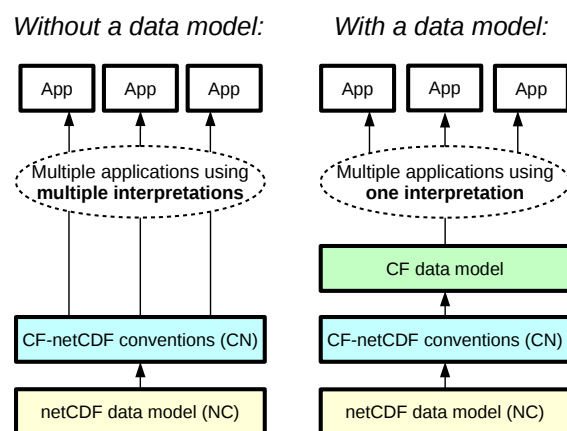 Without a data model:
App App App
Multiple applications using
multiple interpretations
CF-netCDF conventions (CN)
netCDF data model (NC)
With a data model:
App App App
Multiple applications using
one interpretation
CF data model
CF-netCDF conventions (CN)
netCDF data model (NC)